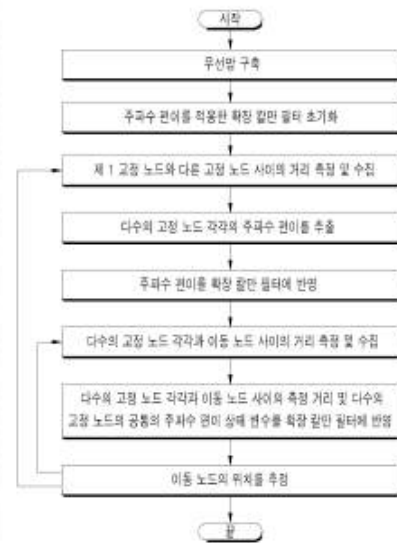 시작
무선망 구축
주파수 편이를 적용한 확장 칼만 필터 초기화
제 1 고정 노드와 다른 고정 노드 사이의 거리 측정 및 수집
다수의 고정 노드 각각의 주파수 편이를 추출
주파수 편이를 확장 칼만 필터에 반영
다수의 고정 노드 각각과 이동 노드 사이의 거리 측정 및 수집
다수의 고정 노드 각각과 이동 노드 사이의 측정 거리 및 다수의
고정 노드의 공통의 주파수 편이 상태 변수를 확장 칼만 필터에 반영
이동 노드의 위치를 추정
끝